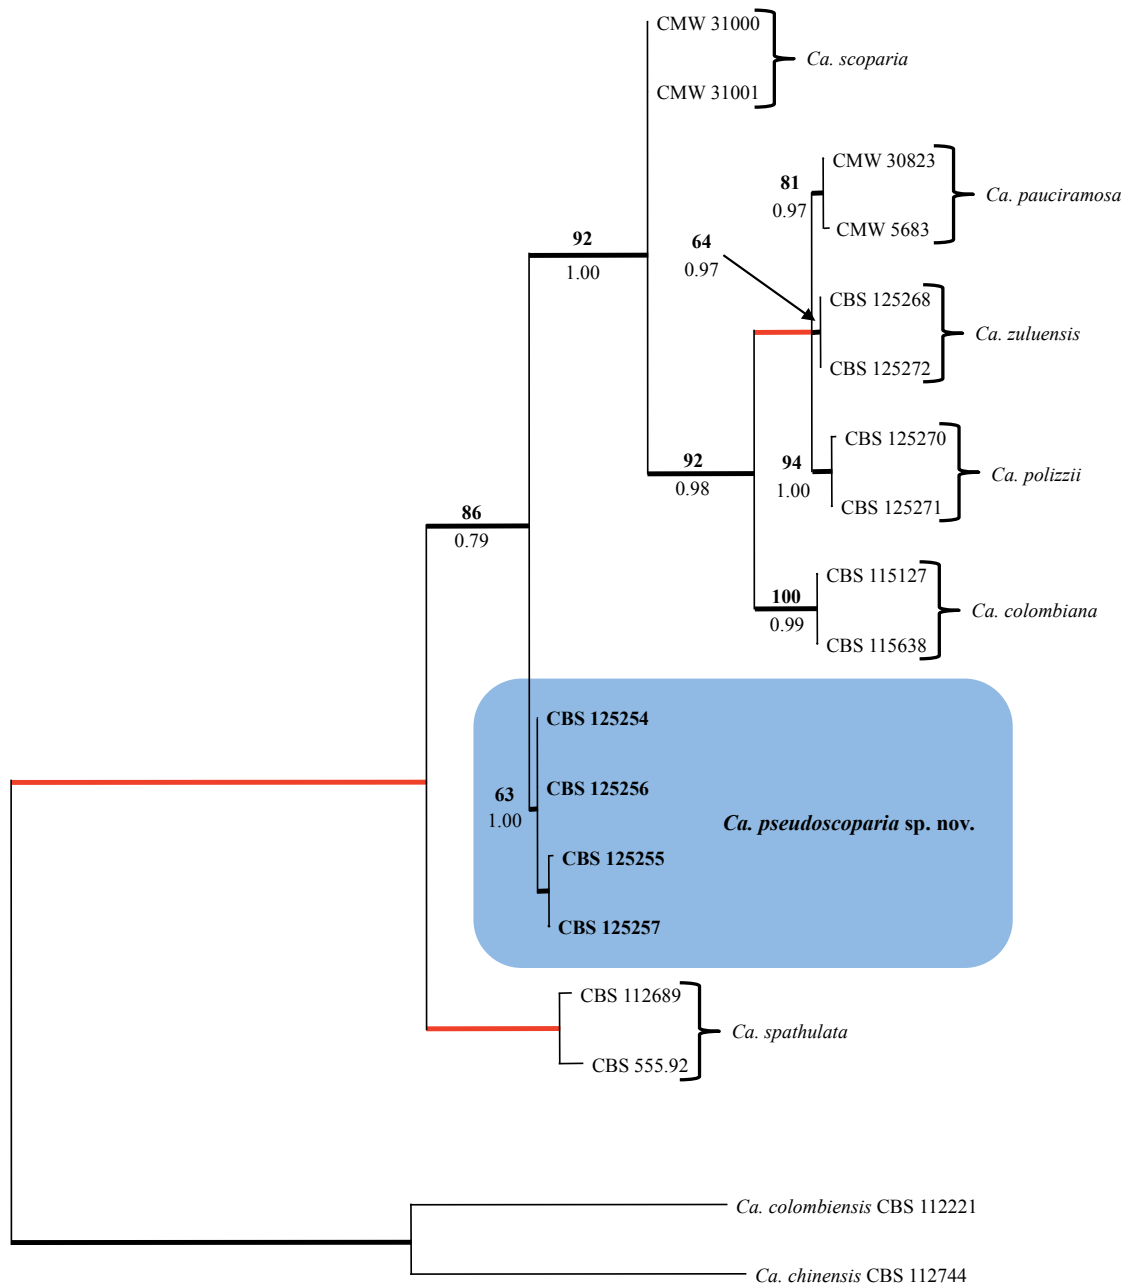 CMW 31000
Ca. scoparia
CMW 31001
CMW 30823
81
0.97
Ca. pauciramosa
CMW 5683
92
1.00
64
0.97
CBS 125268
Ca. zuluensis
CBS 125272
CBS 125270
92
0.98
94
1.00
Ca. polizzii
CBS 125271
86
0.79
CBS 115127
100
0.99
Ca. colombiana
CBS 115638
CBS 125254
63
1.00
CBS 125256
Ca. pseudoscoparia sp. nov.
CBS 125255
CBS 125257
CBS 112689
Ca. spathulata
CBS 555.92
Ca. colombiensis CBS 112221
Ca. chinensis CBS 112744